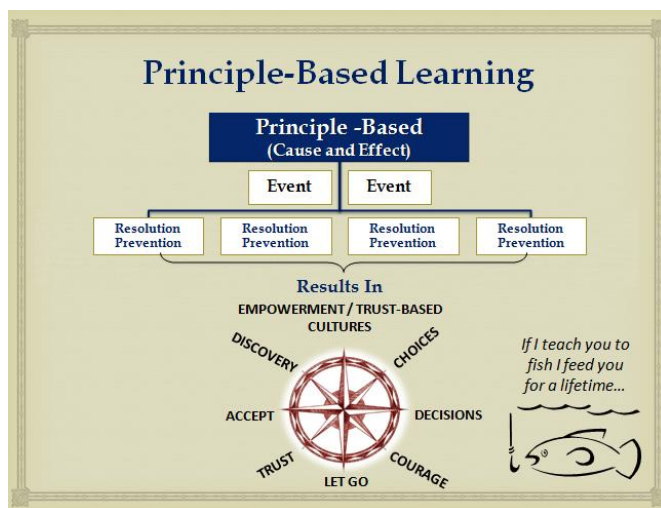 Principle-Based Learning
Principle -Based
(Cause and Effect)
Event
Event
Resolution
Prevention
Resolution
Prevention
Resolution
Prevention
Resolution
Prevention
Results In
EMPOWERMENT / TRUST-BASED
CULTURES
DISCOVERY
CHOICES
ACCEPT
DECISIONS
TRUST
COURAGE
LET GO
If I teach you to
fish I feed you
for a lifetime...